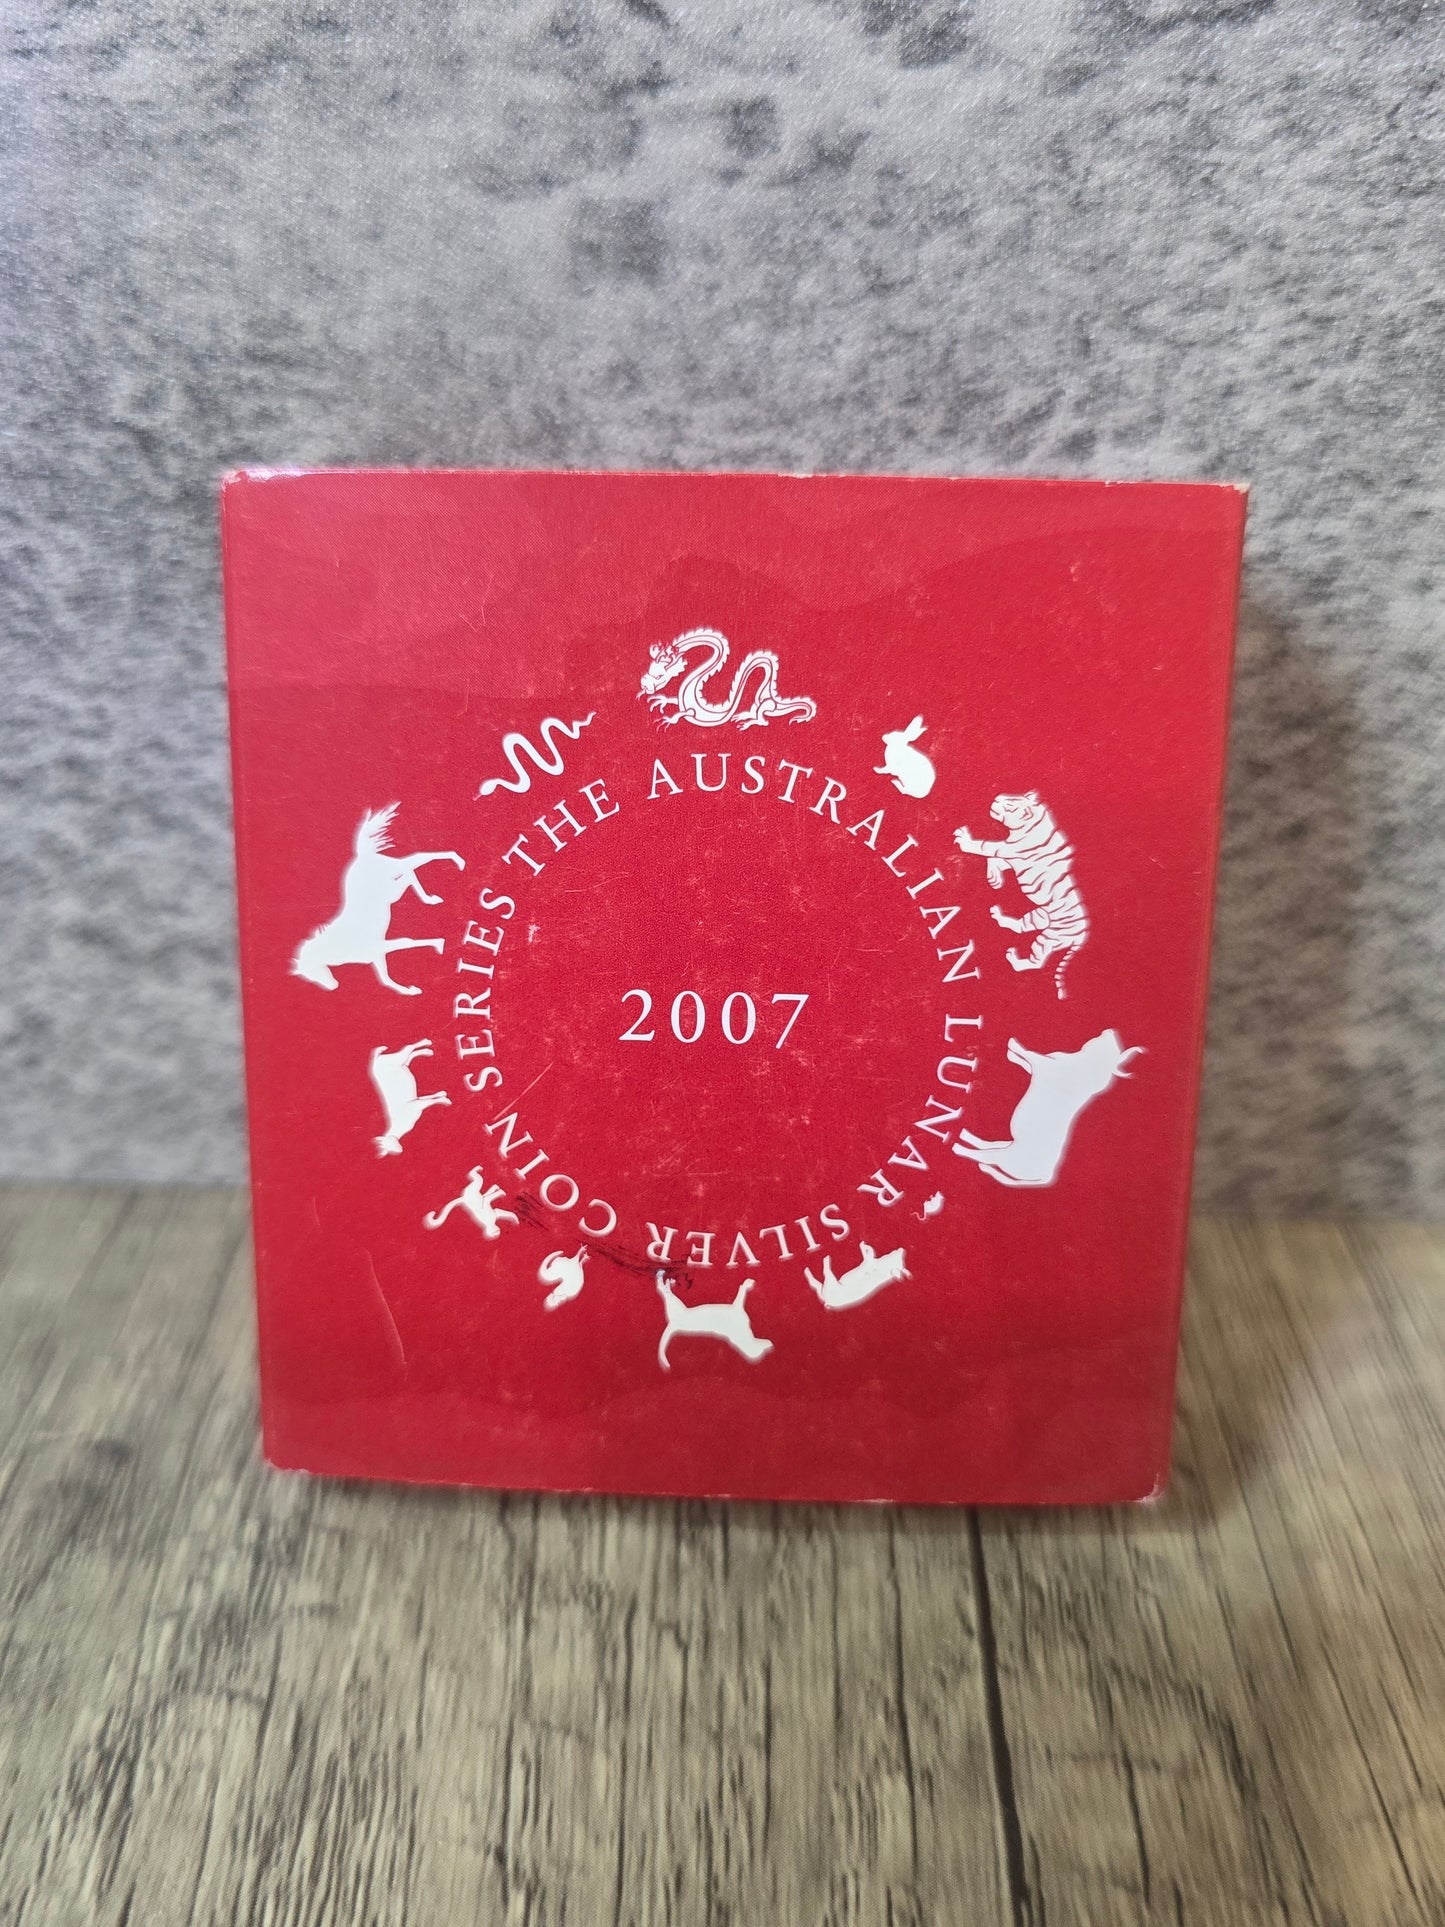 THE AUSTRALIAN LUNAR SILVER COIN SERIES
2007